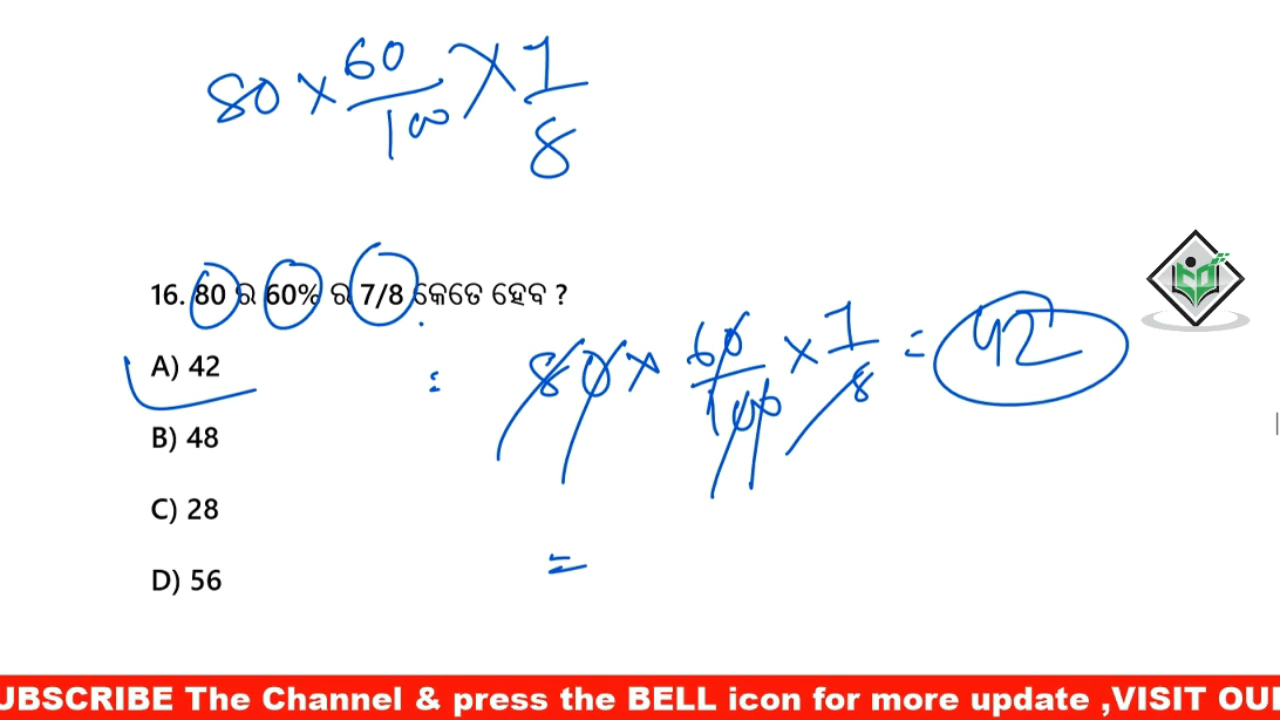 80 × 60/100 × 7/8
16. 80 ର 60% ର 7/8 କେତେ ହେବ ?
A) 42
: 80 × 60/100 × 7/8 = 42
B) 48
C) 28
=
D) 56
UBSCRIBE The Channel & press the BELL icon for more update ,VISIT OUI